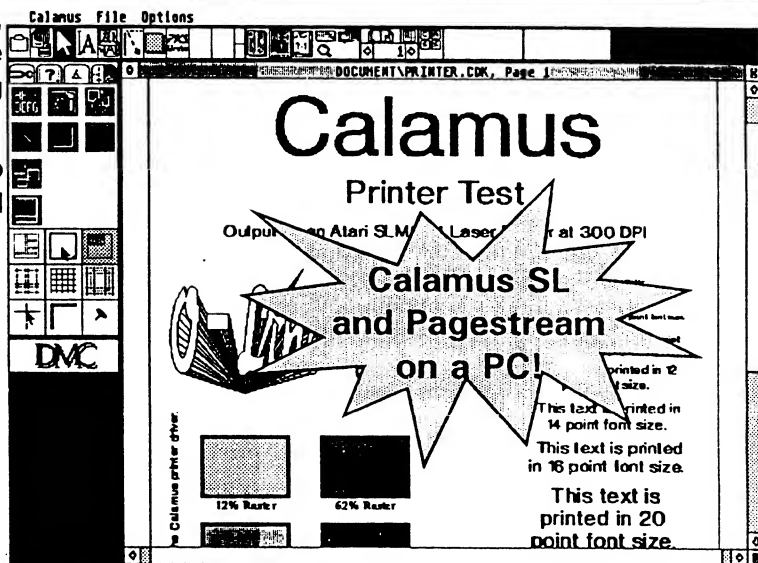 Calamus File Options
DOCUMENT\PRINTER.CDK, Page 1
Calamus
Printer Test
Output an Atari SLM Laser at 300 DPI
Calamus SL
and Pagestream
on a PC!
printed in 12
size.
This text printed in
14 point font size.
This text is printed
in 16 point font size.
This text is
printed in 20
point font size.
Calamus printer driver.
12% Raster
62% Raster
DMC